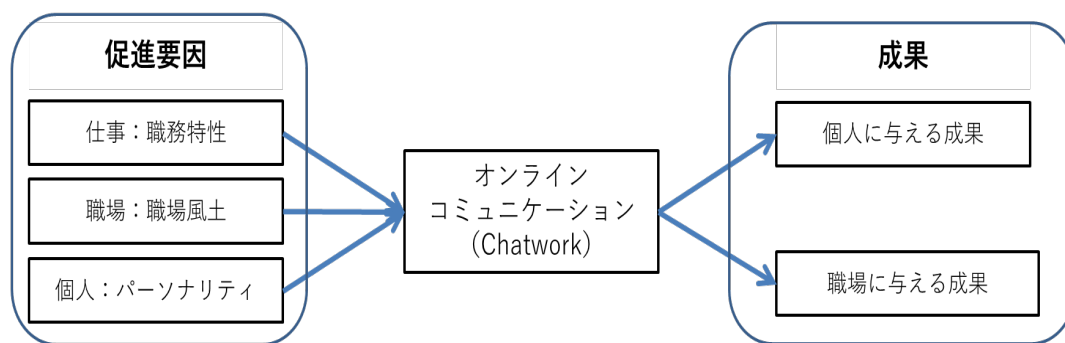 促進要因
仕事：職務特性
職場：職場風土
個人：パーソナリティ
オンライン
コミュニケーション
（Chatwork）
成果
個人に与える成果
職場に与える成果